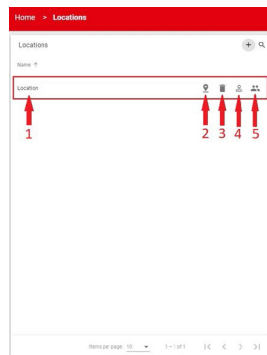 Home > Locations
Locations
Name ↑
Location
1 2 3 4 5
Items per page: 10 1 – 1 of 1